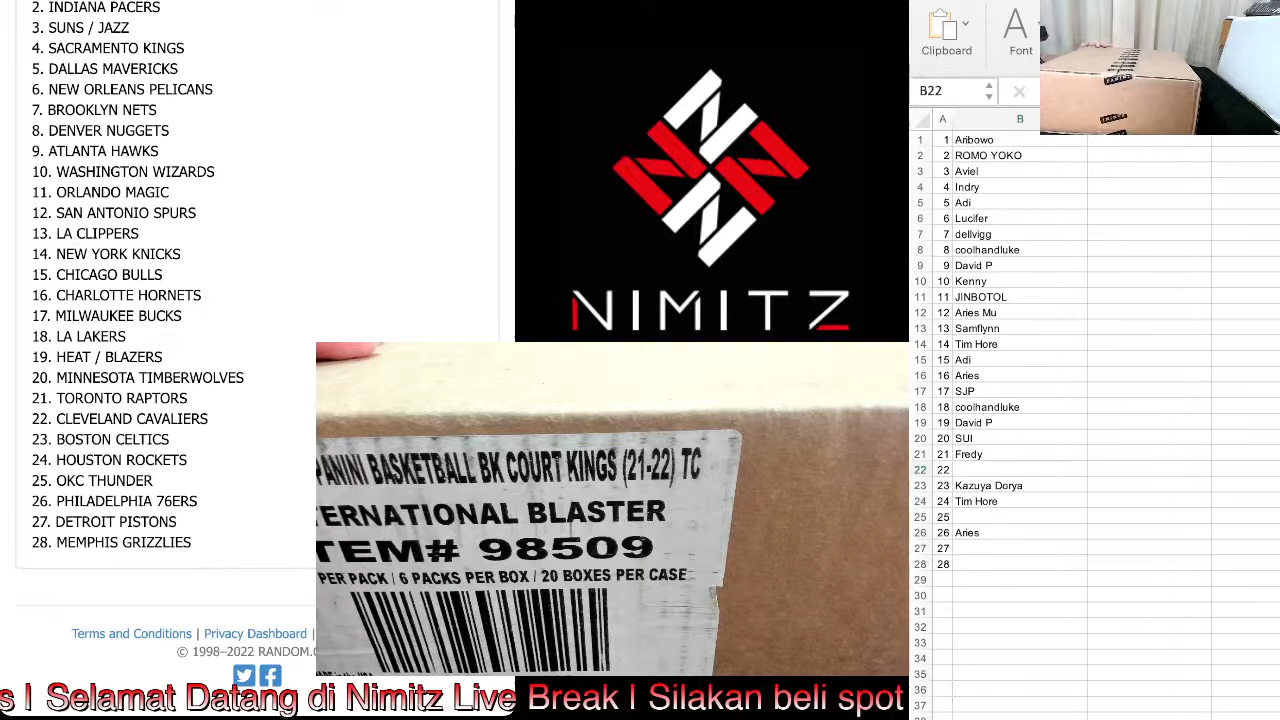 2. INDIANA PACERS
3. SUNS / JAZZ
4. SACRAMENTO KINGS
5. DALLAS MAVERICKS
6. NEW ORLEANS PELICANS
7. BROOKLYN NETS
8. DENVER NUGGETS
9. ATLANTA HAWKS
10. WASHINGTON WIZARDS
11. ORLANDO MAGIC
12. SAN ANTONIO SPURS
13. LA CLIPPERS
14. NEW YORK KNICKS
15. CHICAGO BULLS
16. CHARLOTTE HORNETS
17. MILWAUKEE BUCKS
18. LA LAKERS
19. HEAT / BLAZERS
20. MINNESOTA TIMBERWOLVES
21. TORONTO RAPTORS
22. CLEVELAND CAVALIERS
23. BOSTON CELTICS
24. HOUSTON ROCKETS
25. OKC THUNDER
26. PHILADELPHIA 76ERS
27. DETROIT PISTONS
28. MEMPHIS GRIZZLIES
Terms and Conditions | Privacy Dashboard |
© 1998–2022 RANDOM.
NIMITZ
PANINI BASKETBALL BK COURT KINGS (21-22) TC
TERNATIONAL BLASTER
TEM# 98509
PER PACK / 6 PACKS PER BOX / 20 BOXES PER CASE
Clipboard
Font
B22
A B
1 1 Aribowo
2 2 ROMO YOKO
3 3 Aviel
4 4 Indry
5 5 Adi
6 6 Lucifer
7 7 dellvigg
8 8 coolhandluke
9 9 David P
10 10 Kenny
11 11 JINBOTOL
12 12 Aries Mu
13 13 Samflynn
14 14 Tim Hore
15 15 Adi
16 16 Aries
17 17 SJP
18 18 coolhandluke
19 19 David P
20 20 SUI
21 21 Fredy
22 22
23 23 Kazuya Dorya
24 24 Tim Hore
25 25
26 26 Aries
27 27
28 28
29
30
31
32
33
34
35
36
37
s | Selamat Datang di Nimitz Live Break | Silakan beli spot